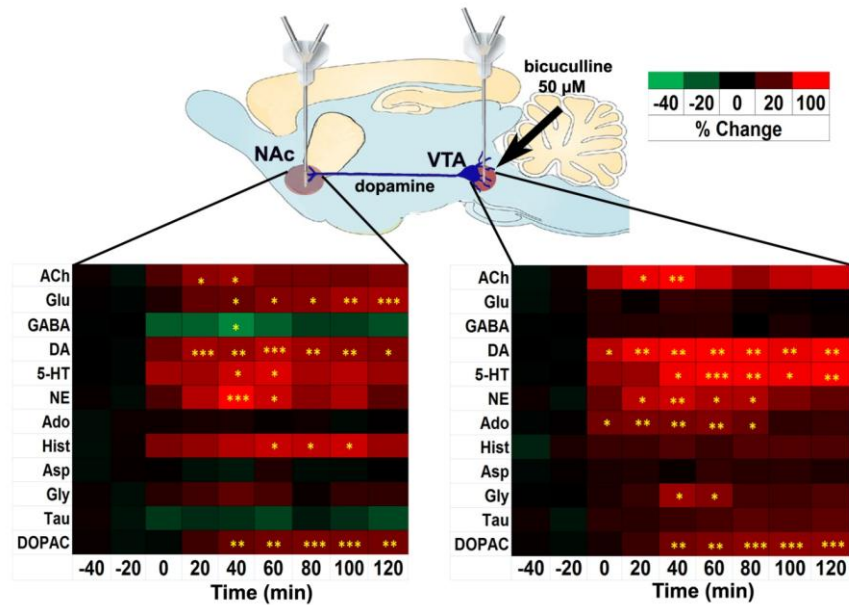 bicuculline
50 µM
-40 -20 0 20 100
% Change
NAc
VTA
dopamine
ACh * *
Glu * * * ** ***
GABA *
DA *** ** *** ** ** *
5-HT * *
NE *** *
Ado
Hist * * *
Asp
Gly
Tau
DOPAC ** ** *** *** **
-40 -20 0 20 40 60 80 100 120
Time (min)
ACh * **
Glu
GABA
DA * ** ** ** ** ** **
5-HT * *** ** * **
NE * ** * *
Ado * ** ** ** *
Hist
Asp
Gly * *
Tau
DOPAC ** ** *** *** ***
-40 -20 0 20 40 60 80 100 120
Time (min)